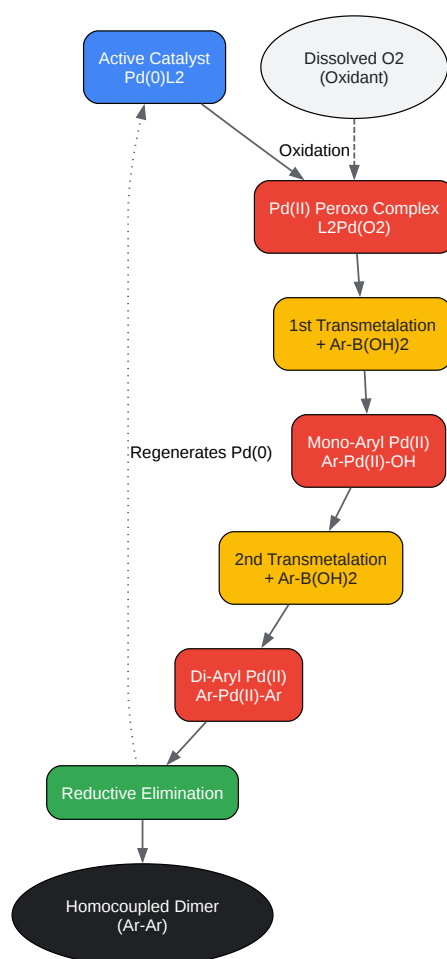 Active Catalyst
Pd(0)L2
Dissolved O2
(Oxidant)
Oxidation
Pd(II) Peroxo Complex
L2Pd(O2)
1st Transmetalation
+ Ar-B(OH)2
Mono-Aryl Pd(II)
Ar-Pd(II)-OH
Regenerates Pd(0)
2nd Transmetalation
+ Ar-B(OH)2
Di-Aryl Pd(II)
Ar-Pd(II)-Ar
Reductive Elimination
Homocoupled Dimer
(Ar-Ar)